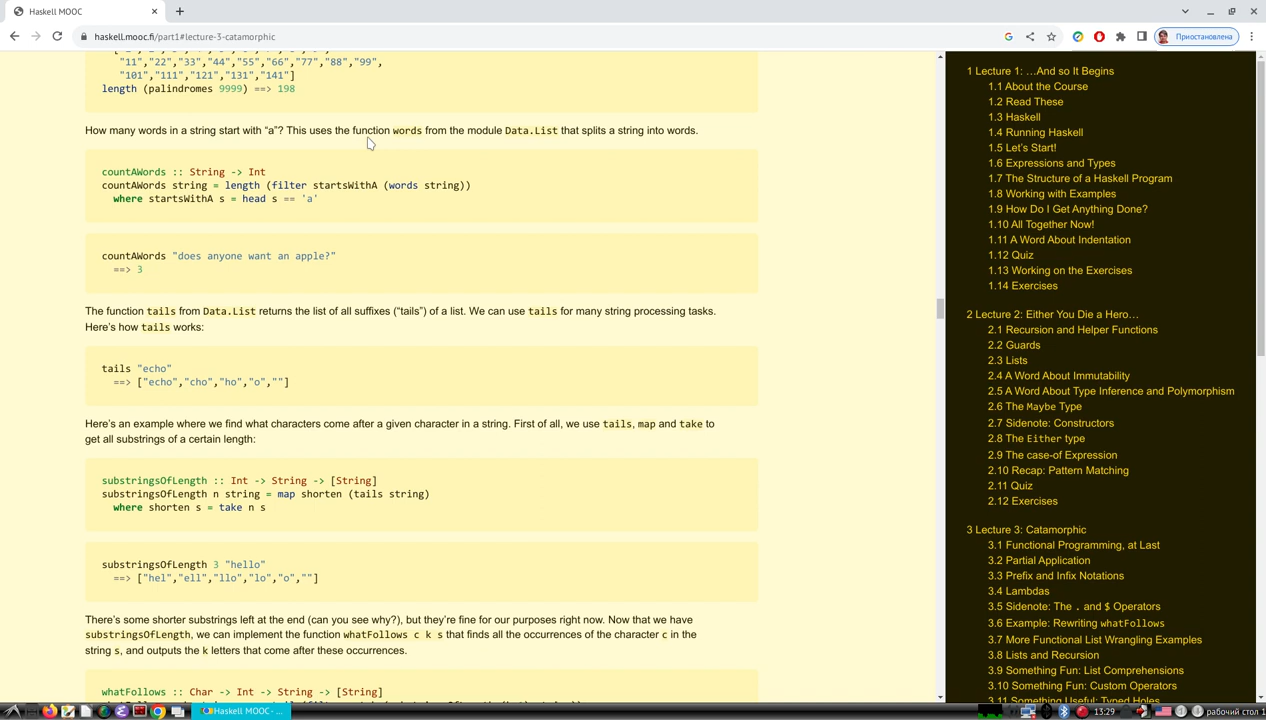 Haskell MOOC
haskell.mooc.fi/part1#lecture-3-catamorphic
Приостановлена
"11","22","33","44","55","66","77","88","99",
"101","111","121","131","141"]
length (palindromes 9999) ==> 198
How many words in a string start with “a”? This uses the function words from the module Data.List that splits a string into words.
countAWords :: String -> Int
countAWords string = length (filter startsWithA (words string))
where startsWithA s = head s == 'a'
countAWords "does anyone want an apple?"
==> 3
The function tails from Data.List returns the list of all suffixes (“tails”) of a list. We can use tails for many string processing tasks.
Here’s how tails works:
tails "echo"
==> ["echo","cho","ho","o",""]
Here’s an example where we find what characters come after a given character in a string. First of all, we use tails, map and take to
get all substrings of a certain length:
substringsOfLength :: Int -> String -> [String]
substringsOfLength n string = map shorten (tails string)
where shorten s = take n s
substringsOfLength 3 "hello"
==> ["hel","ell","llo","lo","o",""]
There’s some shorter substrings left at the end (can you see why?), but they’re fine for our purposes right now. Now that we have
substringsOfLength, we can implement the function whatFollows c k s that finds all the occurrences of the character c in the
string s, and outputs the k letters that come after these occurrences.
whatFollows :: Char -> Int -> String -> [String]
1 Lecture 1: …And so It Begins
1.1 About the Course
1.2 Read These
1.3 Haskell
1.4 Running Haskell
1.5 Let’s Start!
1.6 Expressions and Types
1.7 The Structure of a Haskell Program
1.8 Working with Examples
1.9 How Do I Get Anything Done?
1.10 All Together Now!
1.11 A Word About Indentation
1.12 Quiz
1.13 Working on the Exercises
1.14 Exercises
2 Lecture 2: Either You Die a Hero…
2.1 Recursion and Helper Functions
2.2 Guards
2.3 Lists
2.4 A Word About Immutability
2.5 A Word About Type Inference and Polymorphism
2.6 The Maybe Type
2.7 Sidenote: Constructors
2.8 The Either type
2.9 The case-of Expression
2.10 Recap: Pattern Matching
2.11 Quiz
2.12 Exercises
3 Lecture 3: Catamorphic
3.1 Functional Programming, at Last
3.2 Partial Application
3.3 Prefix and Infix Notations
3.4 Lambdas
3.5 Sidenote: The . and $ Operators
3.6 Example: Rewriting whatFollows
3.7 More Functional List Wrangling Examples
3.8 Lists and Recursion
3.9 Something Fun: List Comprehensions
3.10 Something Fun: Custom Operators
3.11 Something Useful: Typed Holes
Haskell MOOC - ...
13:29
рабочий стол 1